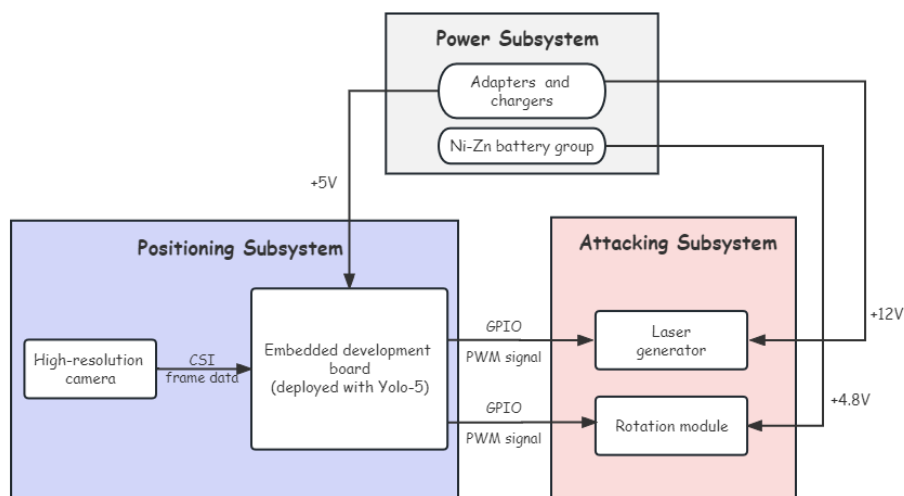 Power Subsystem
Adapters and
chargers
Ni-Zn battery group
+5V
Positioning Subsystem
Attacking Subsystem
High-resolution
camera
CSI
frame data
Embedded development
board
(deployed with Yolo-5)
GPIO
PWM signal
GPIO
PWM signal
Laser
generator
Rotation module
+12V
+4.8V